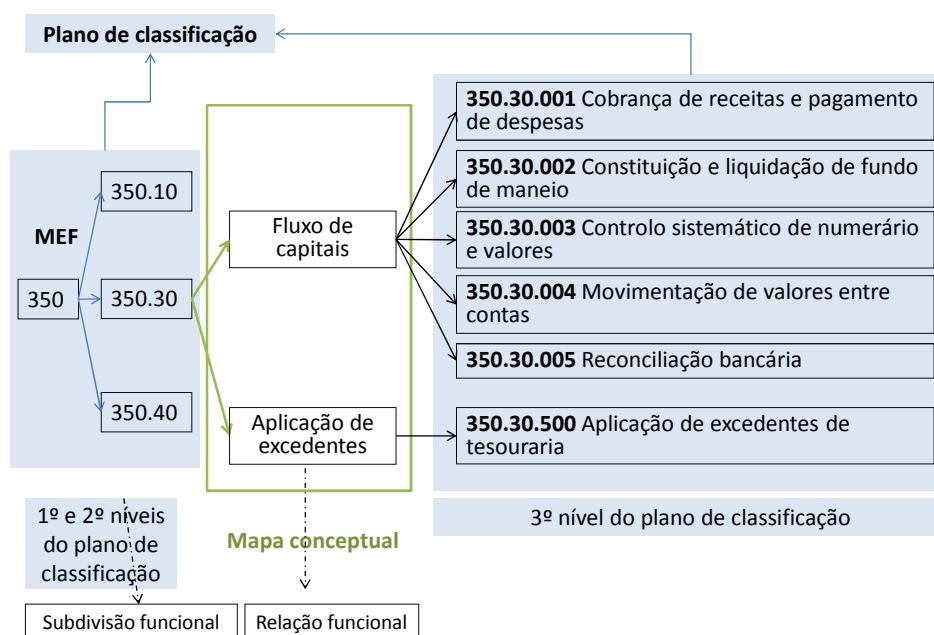 Plano de classificação
MEF
350
350.10
350.30
350.40
Fluxo de
capitais
Aplicação de
excedentes
350.30.001 Cobrança de receitas e pagamento
de despesas
350.30.002 Constituição e liquidação de fundo
de maneio
350.30.003 Controlo sistemático de numerário
e valores
350.30.004 Movimentação de valores entre
contas
350.30.005 Reconciliação bancária
350.30.500 Aplicação de excedentes de
tesouraria
1º e 2º níveis
do plano de
classificação
Mapa conceptual
3º nível do plano de classificação
Subdivisão funcional
Relação funcional